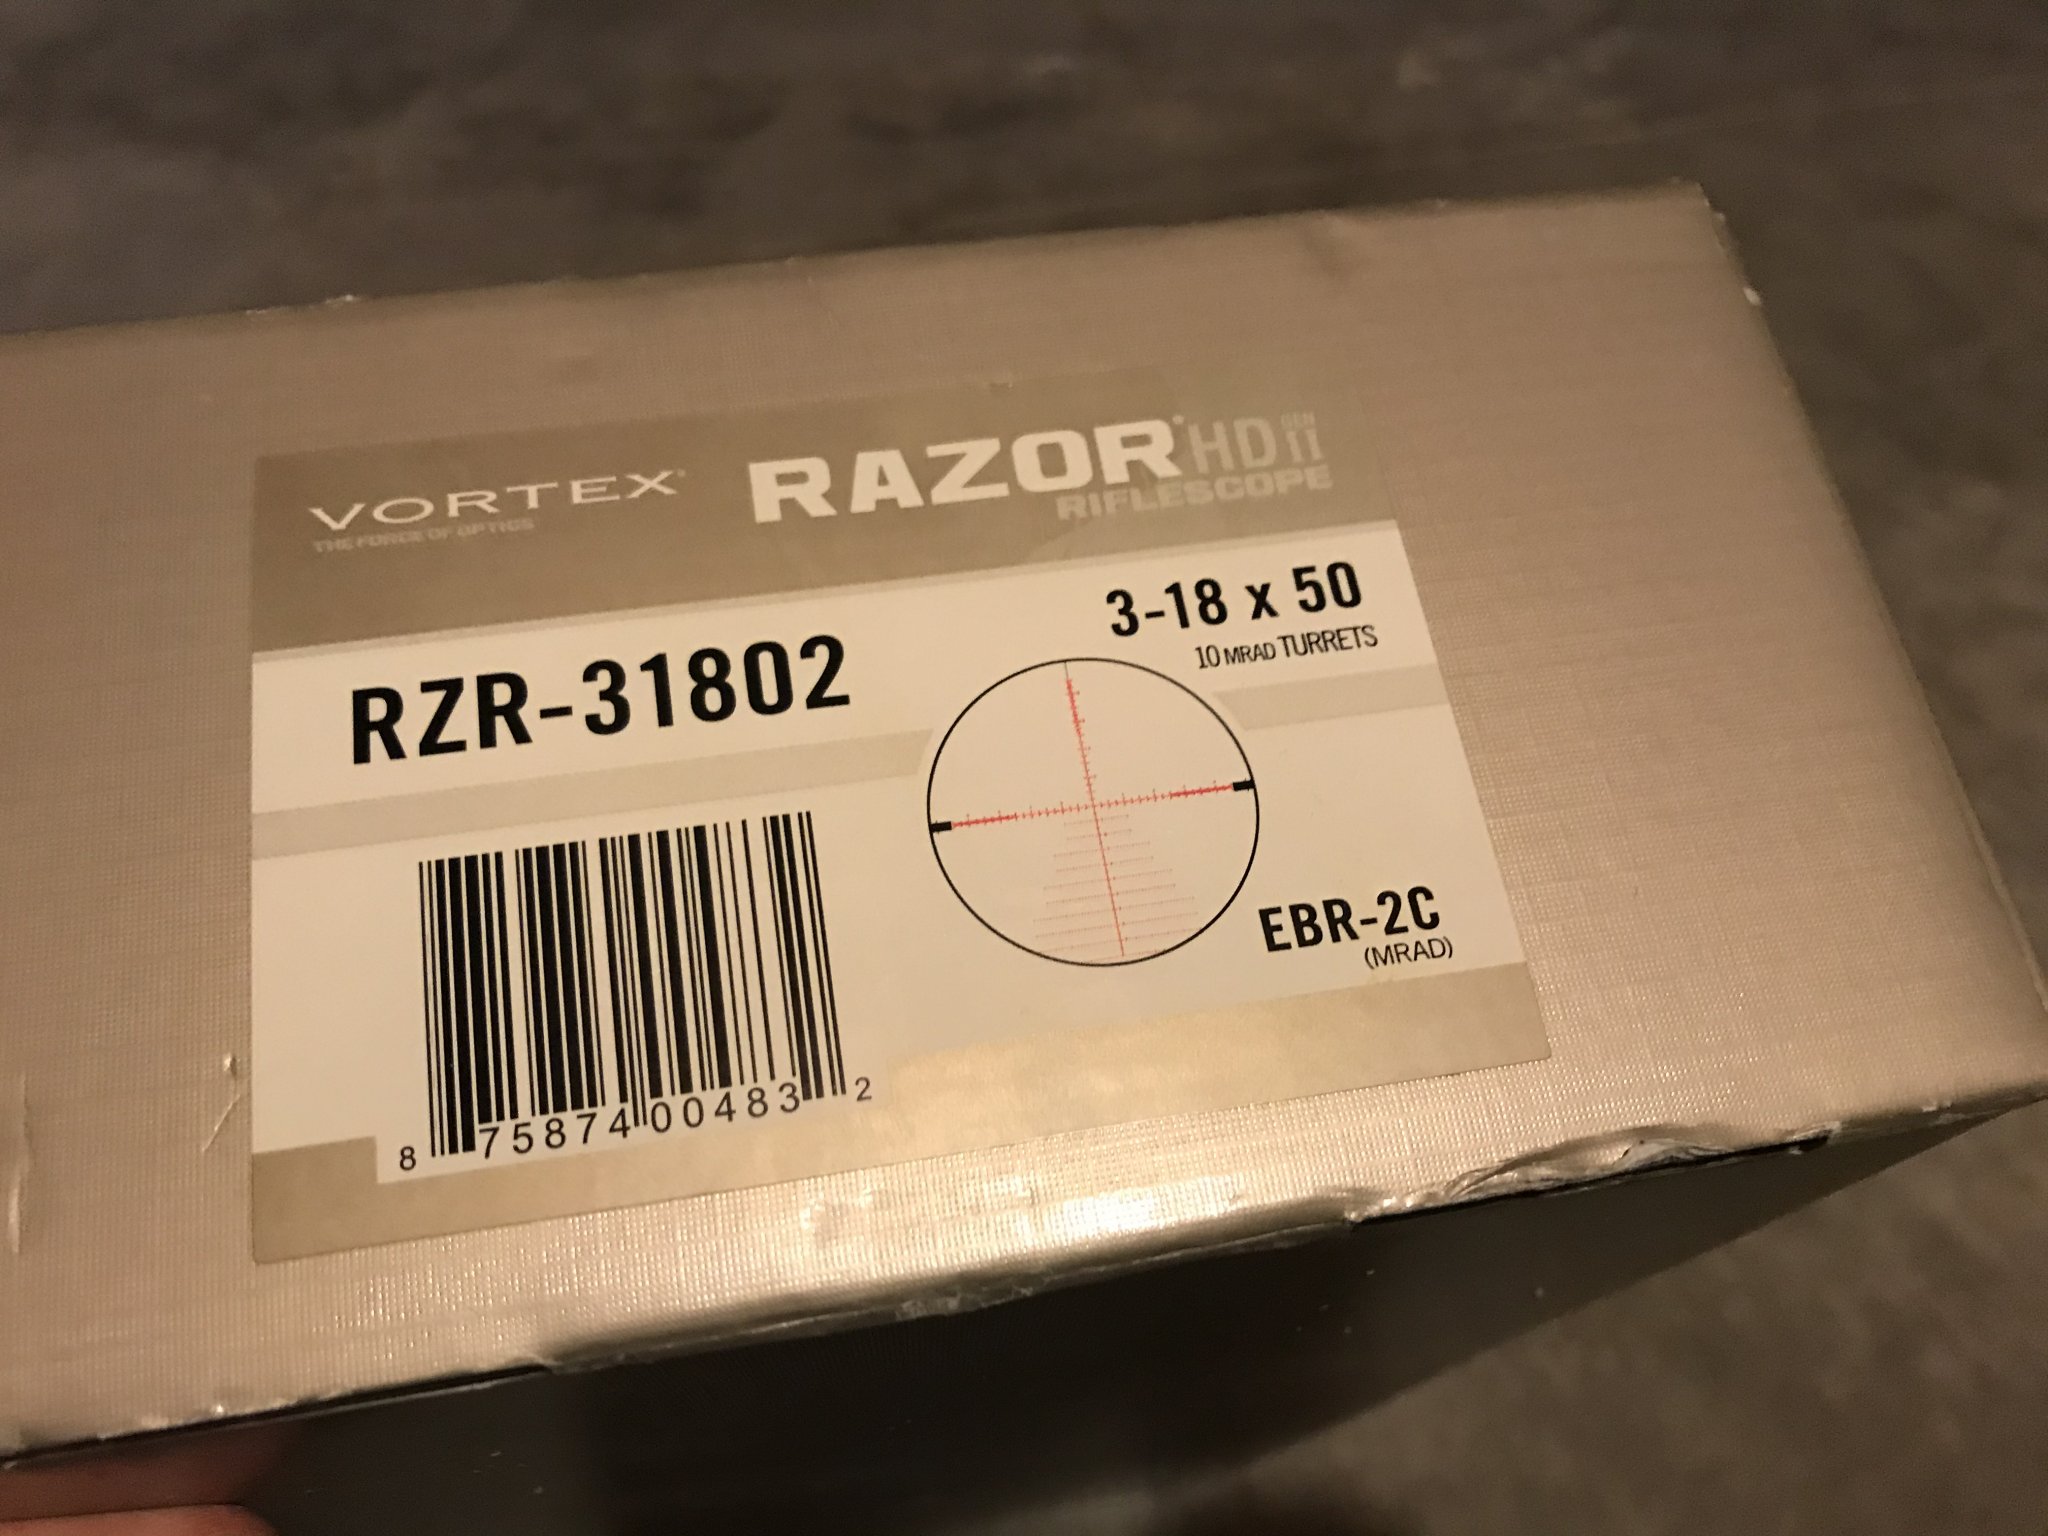 VORTEX®
THE FORCE OF OPTICS
RAZOR® HD GEN II
RIFLESCOPE
RZR-31802
3-18 x 50
10 MRAD TURRETS
EBR-2C
(MRAD)
8 75874 00483 2